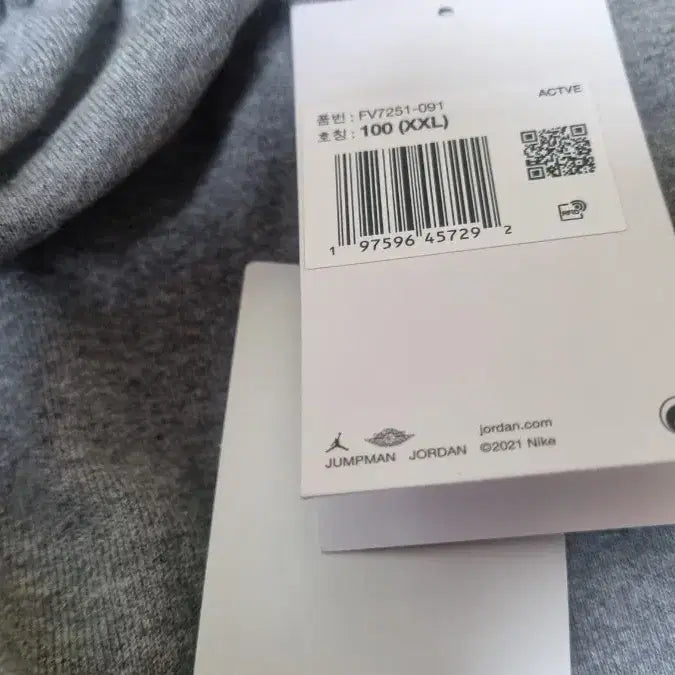 ACTVE
품번 : FV7251-091
호칭 : 100 (XXL)
1 97596 45729 2
RFID
jordan.com
JUMPMAN JORDAN ©2021 Nike